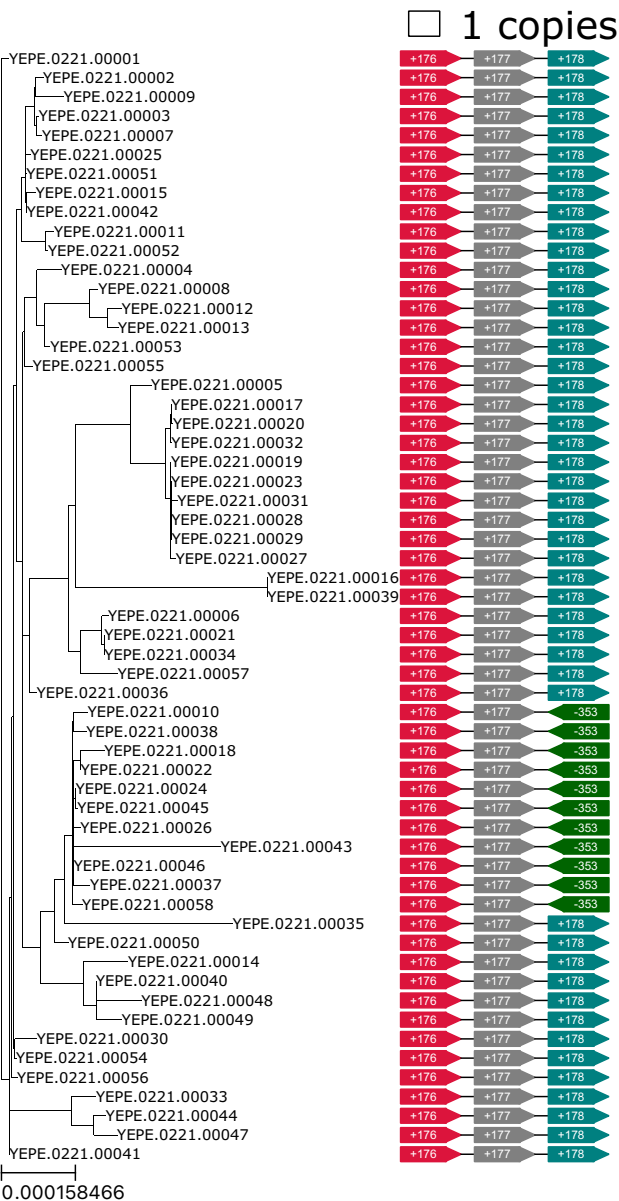 1 copies
YEPE.0221.00001 +176 +177 +178
YEPE.0221.00002 +176 +177 +178
YEPE.0221.00009 +176 +177 +178
YEPE.0221.00003 +176 +177 +178
YEPE.0221.00007 +176 +177 +178
YEPE.0221.00025 +176 +177 +178
YEPE.0221.00051 +176 +177 +178
YEPE.0221.00015 +176 +177 +178
YEPE.0221.00042 +176 +177 +178
YEPE.0221.00011 +176 +177 +178
YEPE.0221.00052 +176 +177 +178
YEPE.0221.00004 +176 +177 +178
YEPE.0221.00008 +176 +177 +178
YEPE.0221.00012 +176 +177 +178
YEPE.0221.00013 +176 +177 +178
YEPE.0221.00053 +176 +177 +178
YEPE.0221.00055 +176 +177 +178
YEPE.0221.00005 +176 +177 +178
YEPE.0221.00017 +176 +177 +178
YEPE.0221.00020 +176 +177 +178
YEPE.0221.00032 +176 +177 +178
YEPE.0221.00019 +176 +177 +178
YEPE.0221.00023 +176 +177 +178
YEPE.0221.00031 +176 +177 +178
YEPE.0221.00028 +176 +177 +178
YEPE.0221.00029 +176 +177 +178
YEPE.0221.00027 +176 +177 +178
YEPE.0221.00016 +176 +177 +178
YEPE.0221.00039 +176 +177 +178
YEPE.0221.00006 +176 +177 +178
YEPE.0221.00021 +176 +177 +178
YEPE.0221.00034 +176 +177 +178
YEPE.0221.00057 +176 +177 +178
YEPE.0221.00036 +176 +177 +178
YEPE.0221.00010 +176 +177 -353
YEPE.0221.00038 +176 +177 -353
YEPE.0221.00018 +176 +177 -353
YEPE.0221.00022 +176 +177 -353
YEPE.0221.00024 +176 +177 -353
YEPE.0221.00045 +176 +177 -353
YEPE.0221.00026 +176 +177 -353
YEPE.0221.00043 +176 +177 -353
YEPE.0221.00046 +176 +177 -353
YEPE.0221.00037 +176 +177 -353
YEPE.0221.00058 +176 +177 -353
YEPE.0221.00035 +176 +177 +178
YEPE.0221.00050 +176 +177 +178
YEPE.0221.00014 +176 +177 +178
YEPE.0221.00040 +176 +177 +178
YEPE.0221.00048 +176 +177 +178
YEPE.0221.00049 +176 +177 +178
YEPE.0221.00030 +176 +177 +178
YEPE.0221.00054 +176 +177 +178
YEPE.0221.00056 +176 +177 +178
YEPE.0221.00033 +176 +177 +178
YEPE.0221.00044 +176 +177 +178
YEPE.0221.00047 +176 +177 +178
YEPE.0221.00041 +176 +177 +178
0.000158466